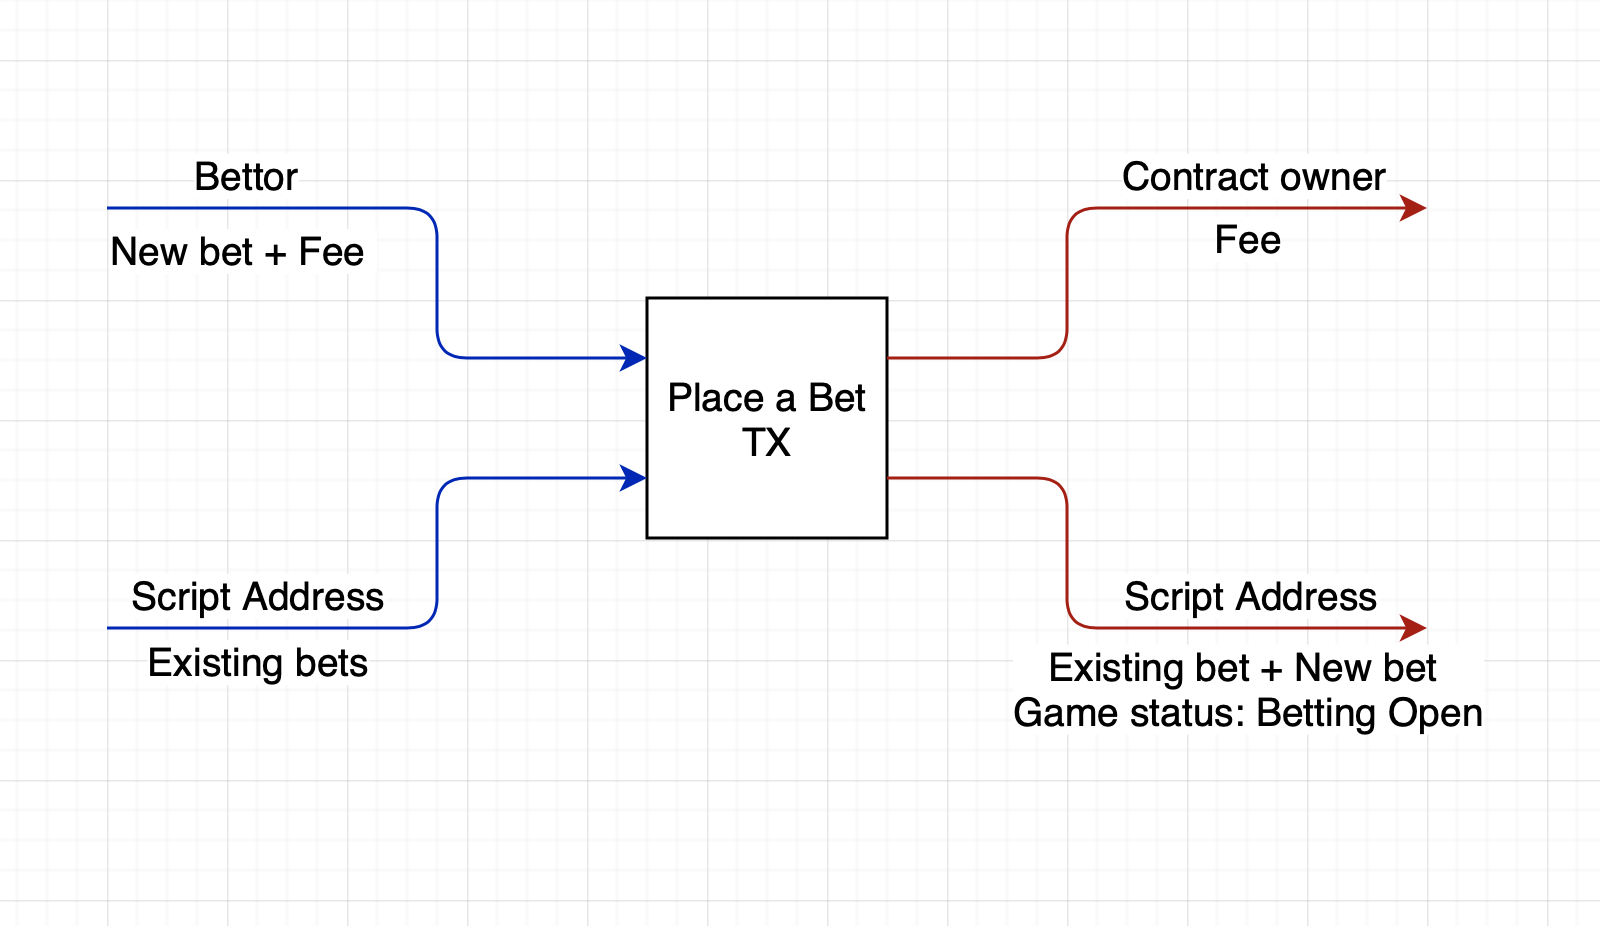 Bettor
New bet + Fee
Script Address
Existing bets
Place a Bet
TX
Contract owner
Fee
Script Address
Existing bet + New bet
Game status: Betting Open